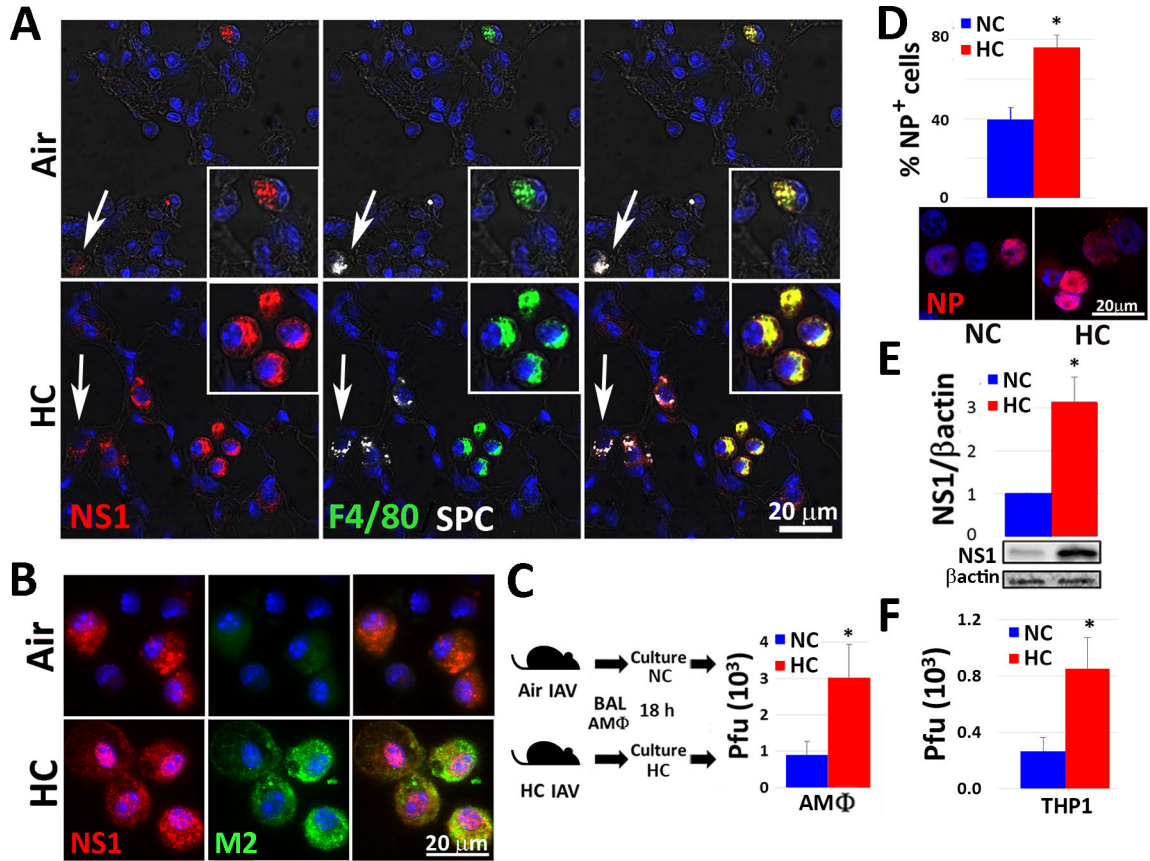 A
Air
HC
NS1
F4/80/SPC
20 μm
B
Air
HC
NS1
M2
20 μm
C
Air IAV
HC IAV
BAL
AMΦ
Culture
NC
18 h
Culture
HC
Pfu (10³)
4
3
2
1
0
NC
HC
*
AMΦ
D
% NP⁺ cells
80
40
0
NC
HC
*
NP
20μm
NC
HC
E
NS1/βactin
3
2
1
0
NC
HC
*
NS1
βactin
F
Pfu (10³)
1.2
0.8
0.4
0.0
NC
HC
*
THP1